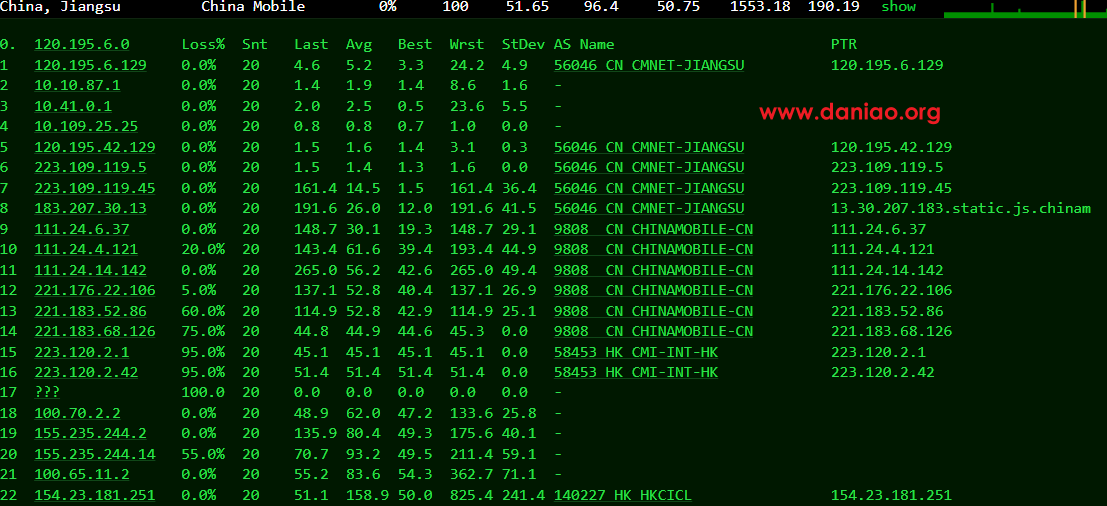 China, Jiangsu China Mobile 0% 100 51.65 96.4 50.75 1553.18 190.19 show
0. 120.195.6.0 Loss% Snt Last Avg Best Wrst StDev AS Name PTR
1 120.195.6.129 0.0% 20 4.6 5.2 3.3 24.2 4.9 56046 CN CMNET-JIANGSU 120.195.6.129
2 10.10.87.1 0.0% 20 1.4 1.9 1.4 8.6 1.6 -
3 10.41.0.1 0.0% 20 2.0 2.5 0.5 23.6 5.5 -
www.daniao.org
4 10.109.25.25 0.0% 20 0.8 0.8 0.7 1.0 0.0 -
5 120.195.42.129 0.0% 20 1.5 1.6 1.4 3.1 0.3 56046 CN CMNET-JIANGSU 120.195.42.129
6 223.109.119.5 0.0% 20 1.5 1.4 1.3 1.6 0.0 56046 CN CMNET-JIANGSU 223.109.119.5
7 223.109.119.45 0.0% 20 161.4 14.5 1.5 161.4 36.4 56046 CN CMNET-JIANGSU 223.109.119.45
8 183.207.30.13 0.0% 20 191.6 26.0 12.0 191.6 41.5 56046 CN CMNET-JIANGSU 13.30.207.183.static.js.chinam
9 111.24.6.37 0.0% 20 148.7 30.1 19.3 148.7 29.1 9808 CN CHINAMOBILE-CN 111.24.6.37
10 111.24.4.121 20.0% 20 143.4 61.6 39.4 193.4 44.9 9808 CN CHINAMOBILE-CN 111.24.4.121
11 111.24.14.142 0.0% 20 265.0 56.2 42.6 265.0 49.4 9808 CN CHINAMOBILE-CN 111.24.14.142
12 221.176.22.106 5.0% 20 137.1 52.8 40.4 137.1 26.9 9808 CN CHINAMOBILE-CN 221.176.22.106
13 221.183.52.86 60.0% 20 114.9 52.8 42.9 114.9 25.1 9808 CN CHINAMOBILE-CN 221.183.52.86
14 221.183.68.126 75.0% 20 44.8 44.9 44.6 45.3 0.0 9808 CN CHINAMOBILE-CN 221.183.68.126
15 223.120.2.1 95.0% 20 45.1 45.1 45.1 45.1 0.0 58453 HK CMI-INT-HK 223.120.2.1
16 223.120.2.42 95.0% 20 51.4 51.4 51.4 51.4 0.0 58453 HK CMI-INT-HK 223.120.2.42
17 ??? 100.0 20 0.0 0.0 0.0 0.0 0.0 -
18 100.70.2.2 0.0% 20 48.9 62.0 47.2 133.6 25.8 -
19 155.235.244.2 0.0% 20 135.9 80.4 49.3 175.6 40.1 -
20 155.235.244.14 55.0% 20 70.7 93.2 49.5 211.4 59.1 -
21 100.65.11.2 0.0% 20 55.2 83.6 54.3 362.7 71.1 -
22 154.23.181.251 0.0% 20 51.1 158.9 50.0 825.4 241.4 140227 HK HKCICL 154.23.181.251